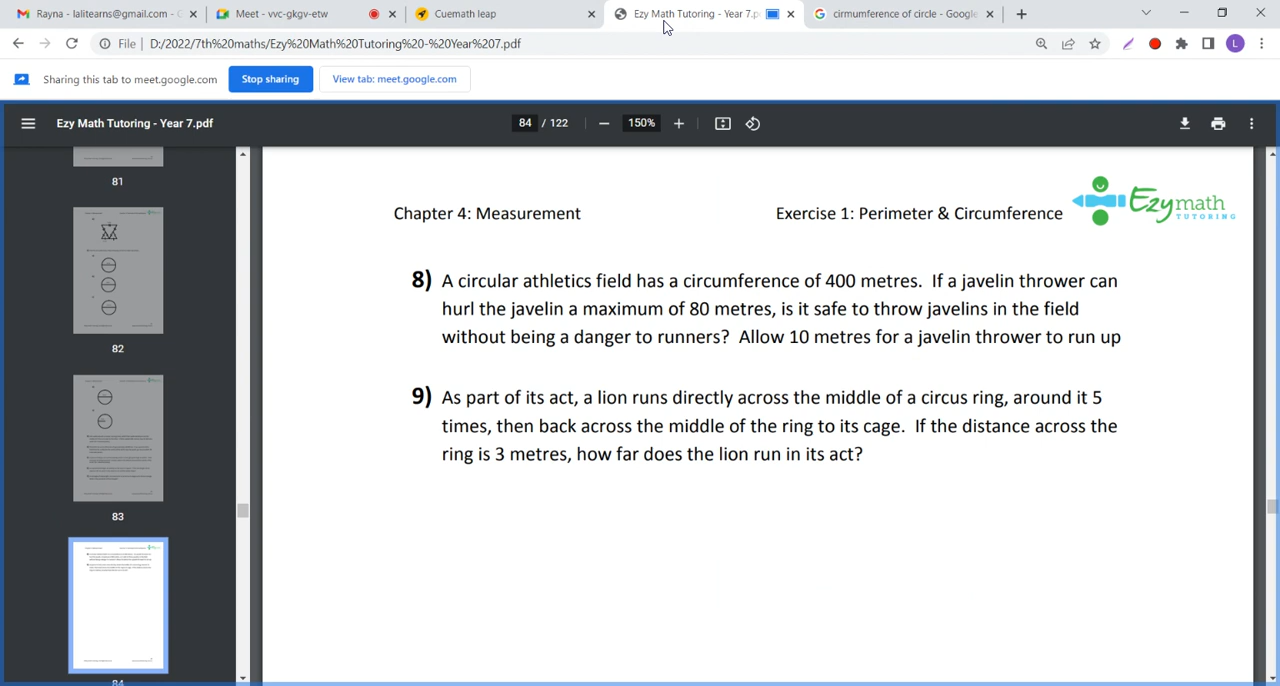 Rayna - lalitearns@gmail.com - G
Meet - vvc-gkgv-etw
Cuemath leap
Ezy Math Tutoring - Year 7.p
cirmumference of circle - Google
File
D:/2022/7th%20maths/Ezy%20Math%20Tutoring%20-%20Year%207.pdf
L
Sharing this tab to meet.google.com
Stop sharing
View tab: meet.google.com
Ezy Math Tutoring - Year 7.pdf
84 / 122
150%
81
82
83
84
Chapter 4: Measurement
Exercise 1: Perimeter & Circumference
Ezymath
TUTORING
8) A circular athletics field has a circumference of 400 metres. If a javelin thrower can
hurl the javelin a maximum of 80 metres, is it safe to throw javelins in the field
without being a danger to runners? Allow 10 metres for a javelin thrower to run up
9) As part of its act, a lion runs directly across the middle of a circus ring, around it 5
times, then back across the middle of the ring to its cage. If the distance across the
ring is 3 metres, how far does the lion run in its act?